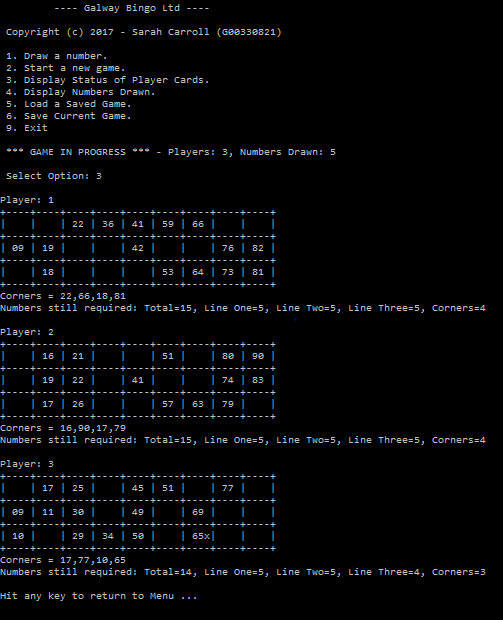 ---- Galway Bingo Ltd ----
Copyright (c) 2017 - Sarah Carroll (G00330821)
1. Draw a number.
2. Start a new game.
3. Display Status of Player Cards.
4. Display Numbers Drawn.
5. Load a Saved Game.
6. Save Current Game.
9. Exit
*** GAME IN PROGRESS *** - Players: 3, Numbers Drawn: 5
Select Option: 3
Player: 1
+----+----+----+----+----+----+----+----+----+
|    |    | 22 | 36 | 41 | 59 | 66 |    |    |
+----+----+----+----+----+----+----+----+----+
| 09 | 19 |    |    | 42 |    |    | 76 | 82 |
+----+----+----+----+----+----+----+----+----+
|    | 18 |    |    |    | 53 | 64 | 73 | 81 |
+----+----+----+----+----+----+----+----+----+
Corners = 22,66,18,81
Numbers still required: Total=15, Line One=5, Line Two=5, Line Three=5, Corners=4
Player: 2
+----+----+----+----+----+----+----+----+----+
|    | 16 | 21 |    |    | 51 |    | 80 | 90 |
+----+----+----+----+----+----+----+----+----+
|    | 19 | 22 |    | 41 |    |    | 74 | 83 |
+----+----+----+----+----+----+----+----+----+
|    | 17 | 26 |    |    | 57 | 63 | 79 |    |
+----+----+----+----+----+----+----+----+----+
Corners = 16,90,17,79
Numbers still required: Total=15, Line One=5, Line Two=5, Line Three=5, Corners=4
Player: 3
+----+----+----+----+----+----+----+----+----+
|    | 17 | 25 |    | 45 | 51 |    | 77 |    |
+----+----+----+----+----+----+----+----+----+
| 09 | 11 | 30 |    | 49 |    | 69 |    |    |
+----+----+----+----+----+----+----+----+----+
| 10 |    | 29 | 34 | 50 |    | 65x|    |    |
+----+----+----+----+----+----+----+----+----+
Corners = 17,77,10,65
Numbers still required: Total=14, Line One=5, Line Two=5, Line Three=4, Corners=3
Hit any key to return to Menu ...